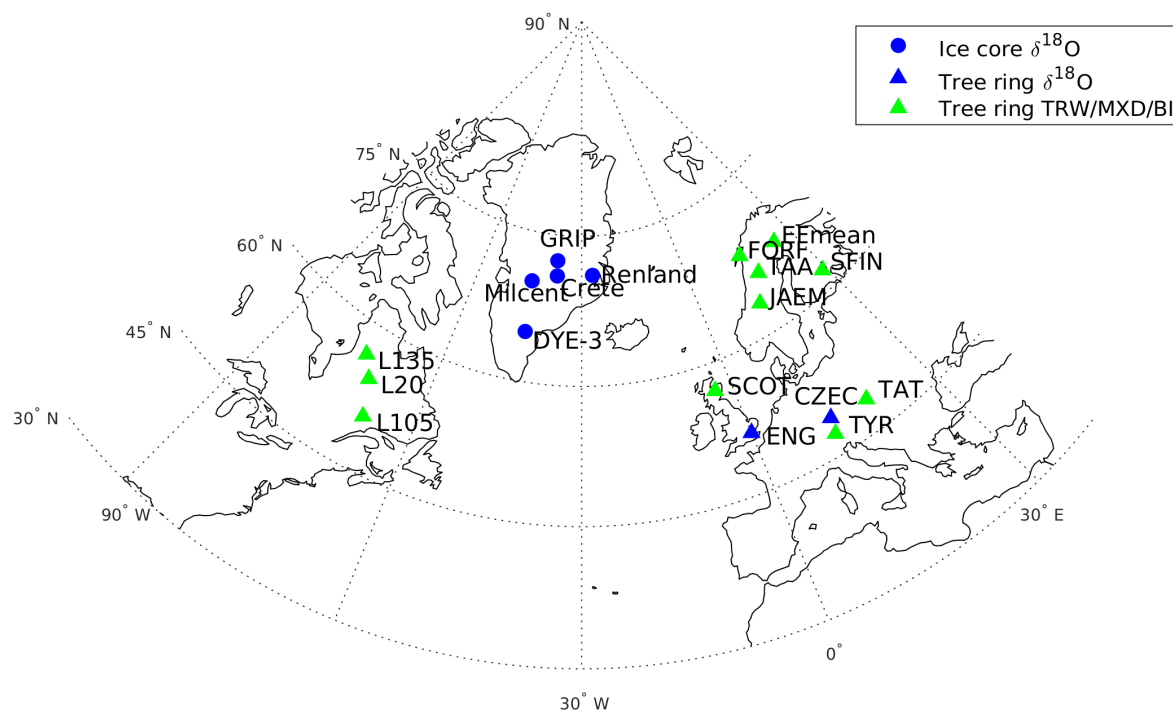 90° N
Ice core δ18O
Tree ring δ18O
Tree ring TRW/MXD/BI
75° N
60° N
45° N
30° N
90° W
30° W
0°
30° E
GRIP
Renland
Milcent
Crete
DYE-3
EFmean
FORF
TAA
SFIN
JAEM
L135
L20
L105
SCOT
CZEC
TAT
ENG
TYR